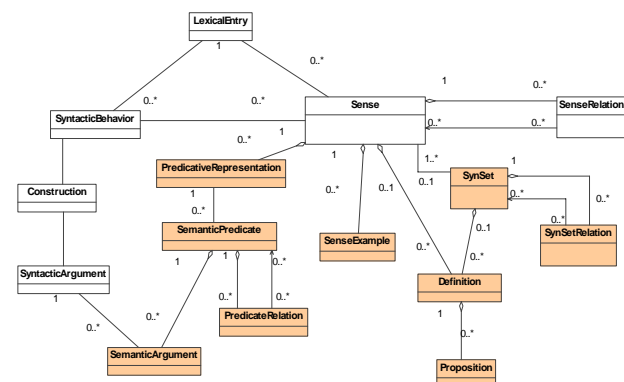 LexicalEntry
1
0..*
0..*
0..*
0..*
Sense
1
0..*
SenseRelation
SyntacticBehavior
0..*
0..*
1
0..*
1
1..*
0..1
PredicativeRepresentation
1
0..*
0..1
SynSet
1
0..*
0..*
Construction
0..*
SemanticPredicate
SenseExample
0..1
0..*
SynSetRelation
1
1
0..*
0..*
SyntacticArgument
1
Definition
0..*
0..*
0..*
0..*
PredicateRelation
1
0..*
SemanticArgument
Proposition